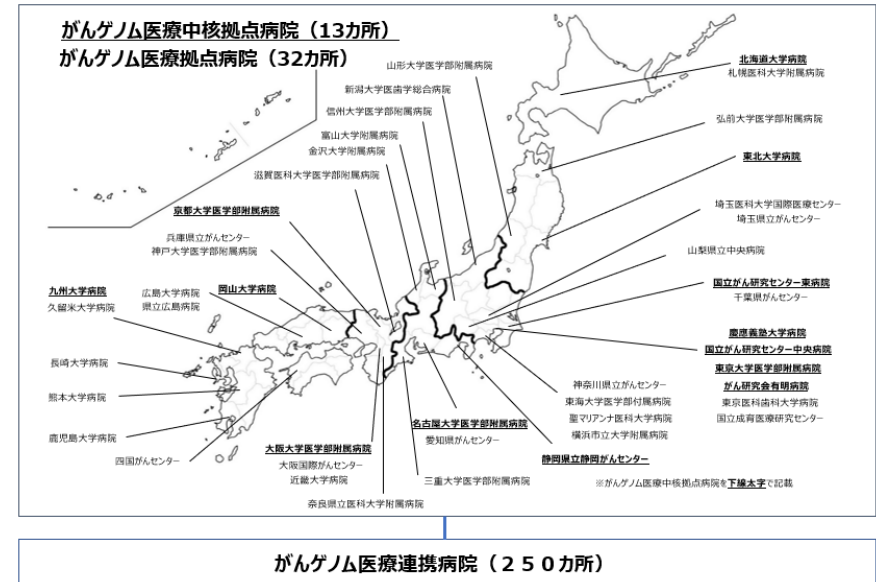 がんゲノム医療中核拠点病院（13カ所）
がんゲノム医療拠点病院（32カ所）
山形大学医学部附属病院
新潟大学医歯学総合病院
信州大学医学部附属病院
富山大学附属病院
金沢大学附属病院
滋賀医科大学医学部附属病院
京都大学医学部附属病院
兵庫県立がんセンター
神戸大学医学部附属病院
九州大学病院
久留米大学病院
広島大学病院
県立広島病院
岡山大学病院
長崎大学病院
熊本大学病院
鹿児島大学病院
四国がんセンター
大阪大学医学部附属病院
大阪国際がんセンター
近畿大学病院
奈良県立医科大学附属病院
三重大学医学部附属病院
名古屋大学医学部附属病院
愛知県がんセンター
静岡県立静岡がんセンター
神奈川県立がんセンター
東海大学医学部付属病院
聖マリアンナ医科大学病院
横浜市立大学附属病院
北海道大学病院
札幌医科大学附属病院
弘前大学医学部附属病院
東北大学病院
埼玉医科大学国際医療センター
埼玉県立がんセンター
山梨県立中央病院
国立がん研究センター東病院
千葉県がんセンター
慶應義塾大学病院
国立がん研究センター中央病院
東京大学医学部附属病院
がん研究会有明病院
東京医科歯科大学病院
国立成育医療研究センター
※がんゲノム医療中核拠点病院を下線太字で記載
がんゲノム医療連携病院（２５０カ所）